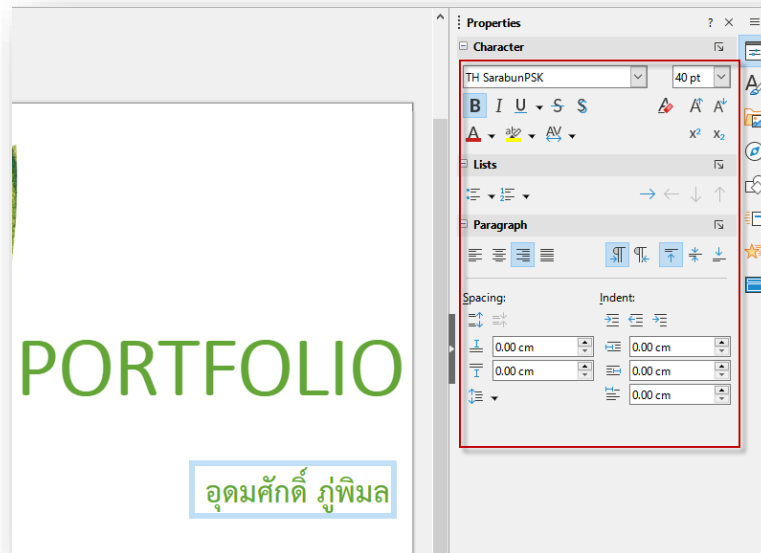 Properties
Character
TH SarabunPSK 40 pt
B I U S S A A A
A ab AV X² X₂
Lists
Paragraph
Spacing: Indent:
0.00 cm 0.00 cm
0.00 cm 0.00 cm
0.00 cm
PORTFOLIO
อุดมศักดิ์ ภู่พิมล